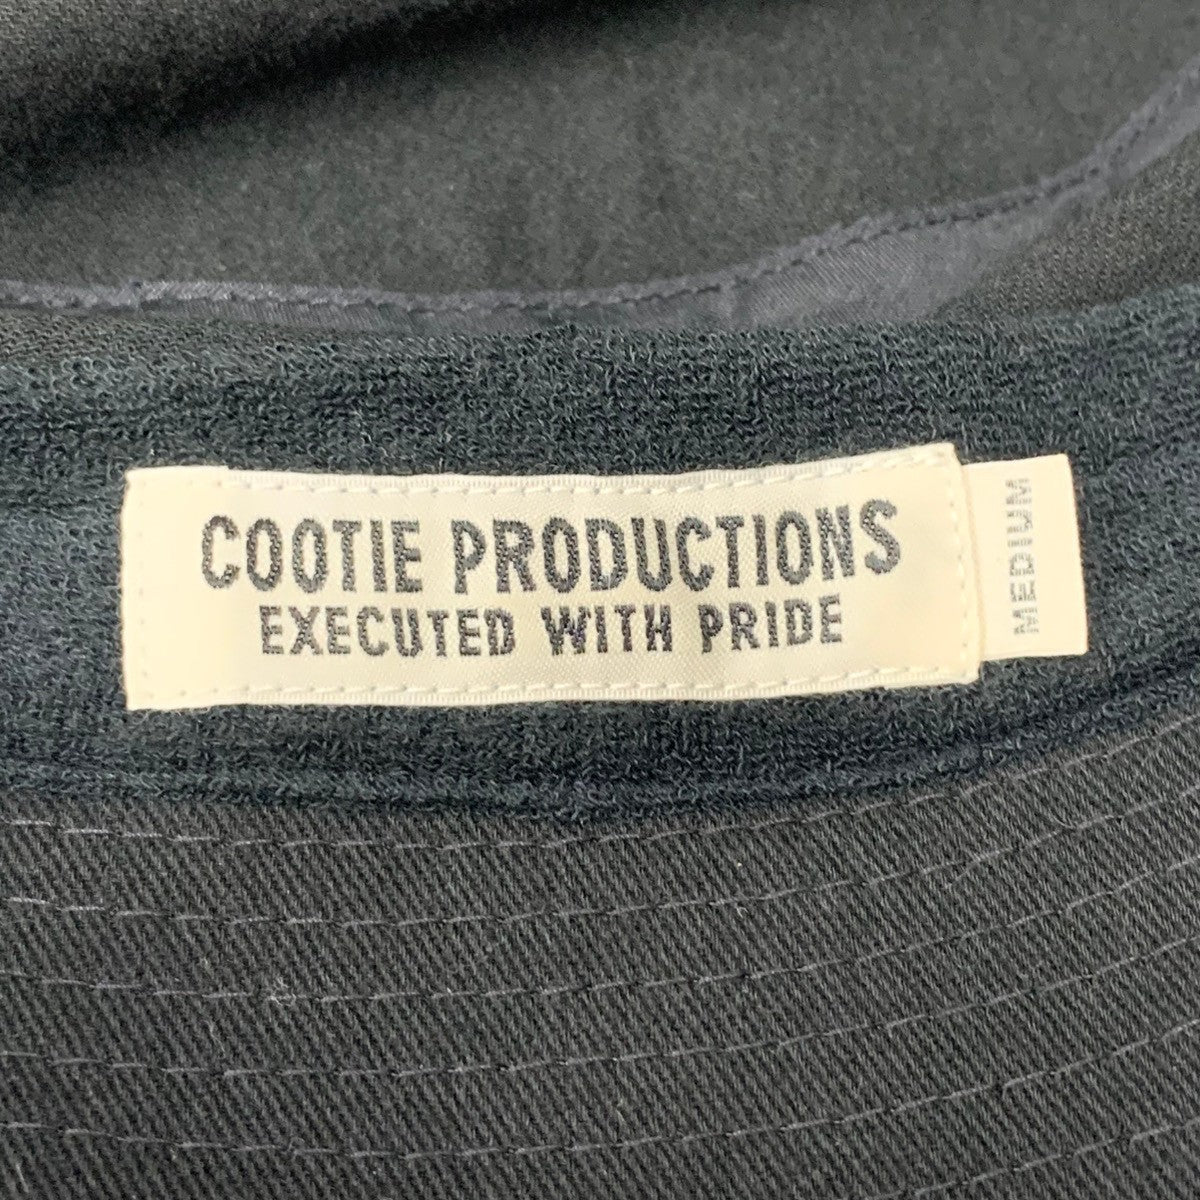 COOTIE PRODUCTIONS
EXECUTED WITH PRIDE
MEDIUM